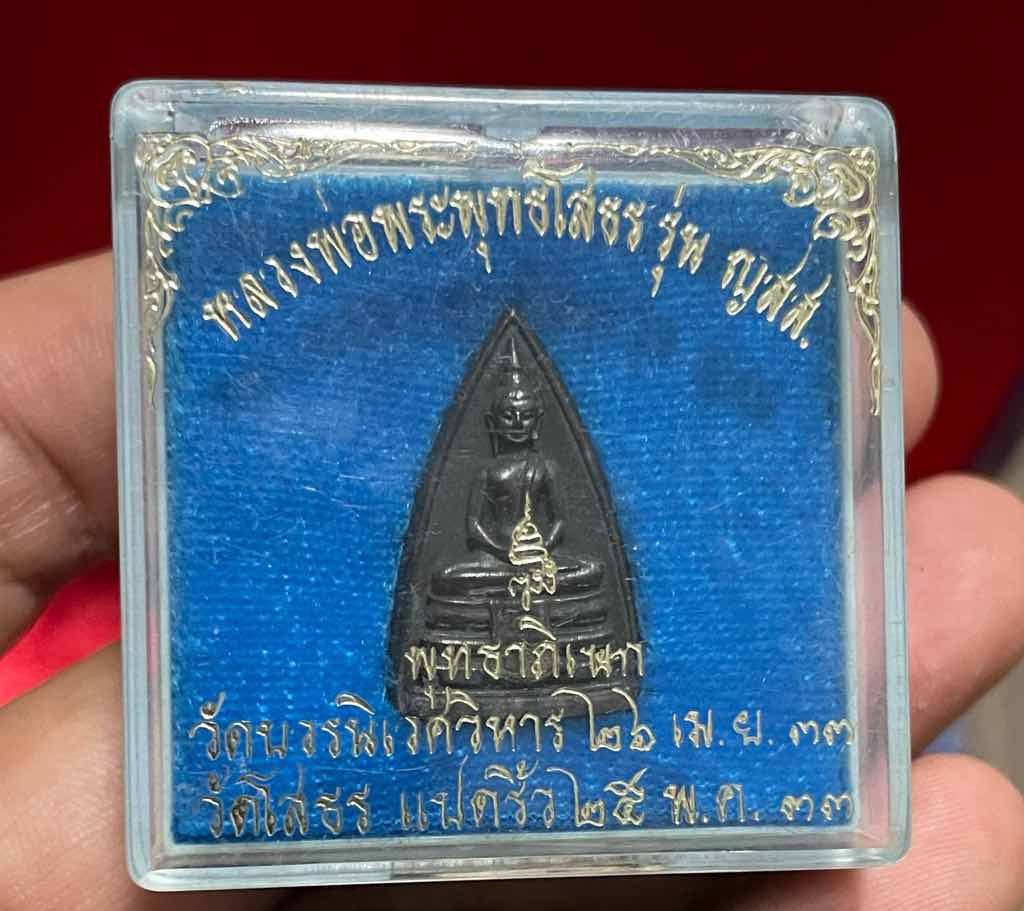 หลวงพ่อพระพุทธโสธร รุ่น ญสส.
พุทธาภิเษก
วัดบวรนิเวศวิหาร ๒๖ เม.ย. ๓๓
วัดโสธร แปดริ้ว ๒๕ พ.ค. ๓๓